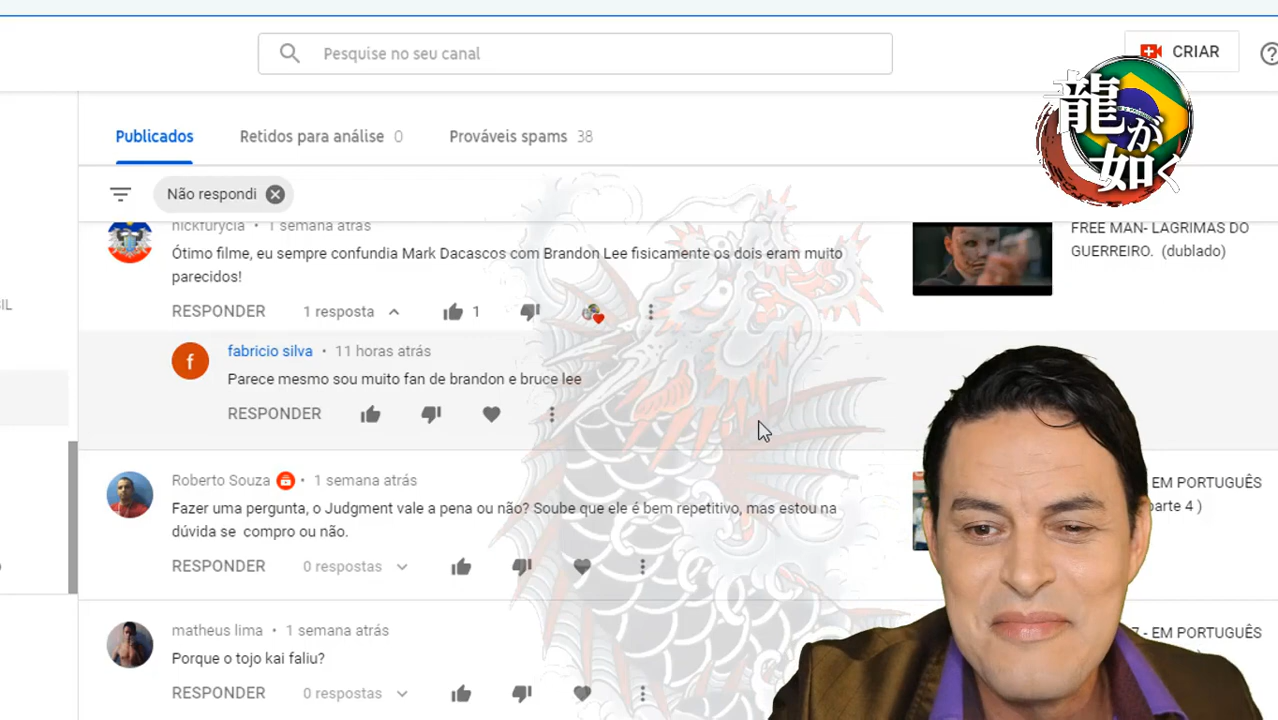 Pesquise no seu canal
CRIAR
龍が如く
Publicados
Retidos para análise 0
Prováveis spams 38
Não respondi
nickfurycia • 1 semana atrás
Ótimo filme, eu sempre confundia Mark Dacascos com Brandon Lee fisicamente os dois eram muito
parecidos!
RESPONDER 1 resposta 1
FREE MAN- LAGRIMAS DO
GUERREIRO. (dublado)
f
fabricio silva • 11 horas atrás
Parece mesmo sou muito fan de brandon e bruce lee
RESPONDER
Roberto Souza • 1 semana atrás
Fazer uma pergunta, o Judgment vale a pena ou não? Soube que ele é bem repetitivo, mas estou na
dúvida se compro ou não.
RESPONDER 0 respostas
EM PORTUGUÊS
parte 4 )
matheus lima • 1 semana atrás
Porque o tojo kai faliu?
RESPONDER 0 respostas
7 - EM PORTUGUÊS
IL